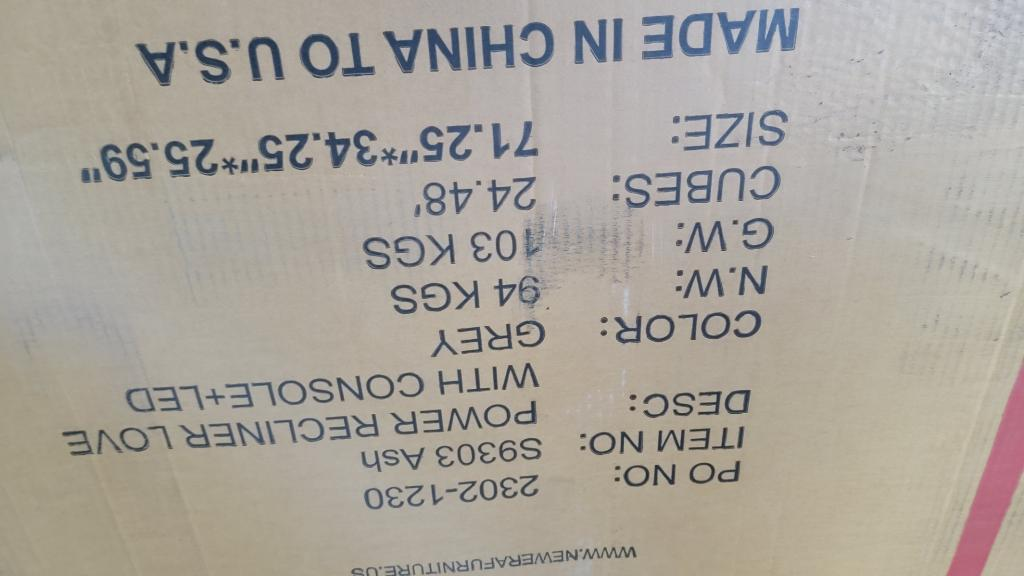 WWW.NEWERAFURNITURE.US
PO NO: 2302-1230
ITEM NO: S9303 Ash
DESC: POWER RECLINER LOVE
WITH CONSOLE+LED
COLOR: GREY
N.W: 94 KGS
G.W: 103 KGS
CUBES: 24.48'
SIZE: 71.25"*34.25"*25.59"
MADE IN CHINA TO U.S.A